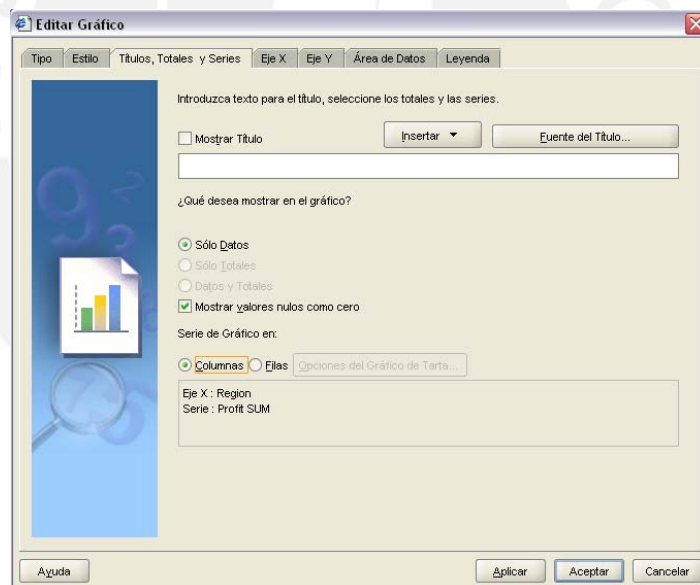 Editar Gráfico
Tipo Estilo Títulos, Totales y Series Eje X Eje Y Área de Datos Leyenda
Introduzca texto para el título, seleccione los totales y las series.
Mostrar Título Insertar Fuente del Título...
¿Qué desea mostrar en el gráfico?
Sólo Datos
Sólo Totales
Datos y Totales
Mostrar valores nulos como cero
Serie de Gráfico en:
Columnas Filas Opciones del Gráfico de Tarta...
Eje X : Region
Serie : Profit SUM
Ayuda Aplicar Aceptar Cancelar